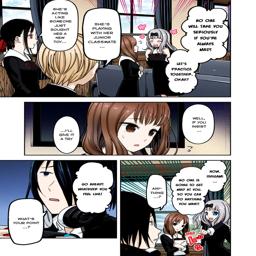 NO ONE
WILL TAKE YOU
SERIOUSLY
IF YOU'RE
ALWAYS
MAD!!
LET'S
PRACTICE
TOGETHER,
OKAY?
SHE'S
PLAYING
WITH HER
JUNIOR
CLASSMATE
SHE'S
ACTING
LIKE
SOMEONE
JUST
BOUGHT
HER A
NEW
TOY...
WELL,
IF YOU
INSIST...
...I'LL
GIVE IT
A TRY
NOW,
ANY-
THING
...?
NO ONE
IS GOING TO
GET MAD AT
YOU, SO
YOU CAN DO
ANYTHING YOU
WANT
GO AHEAD!
WHATEVER
YOU
FEEL LIKE!
WHAT'S
YOUR POINT
...?